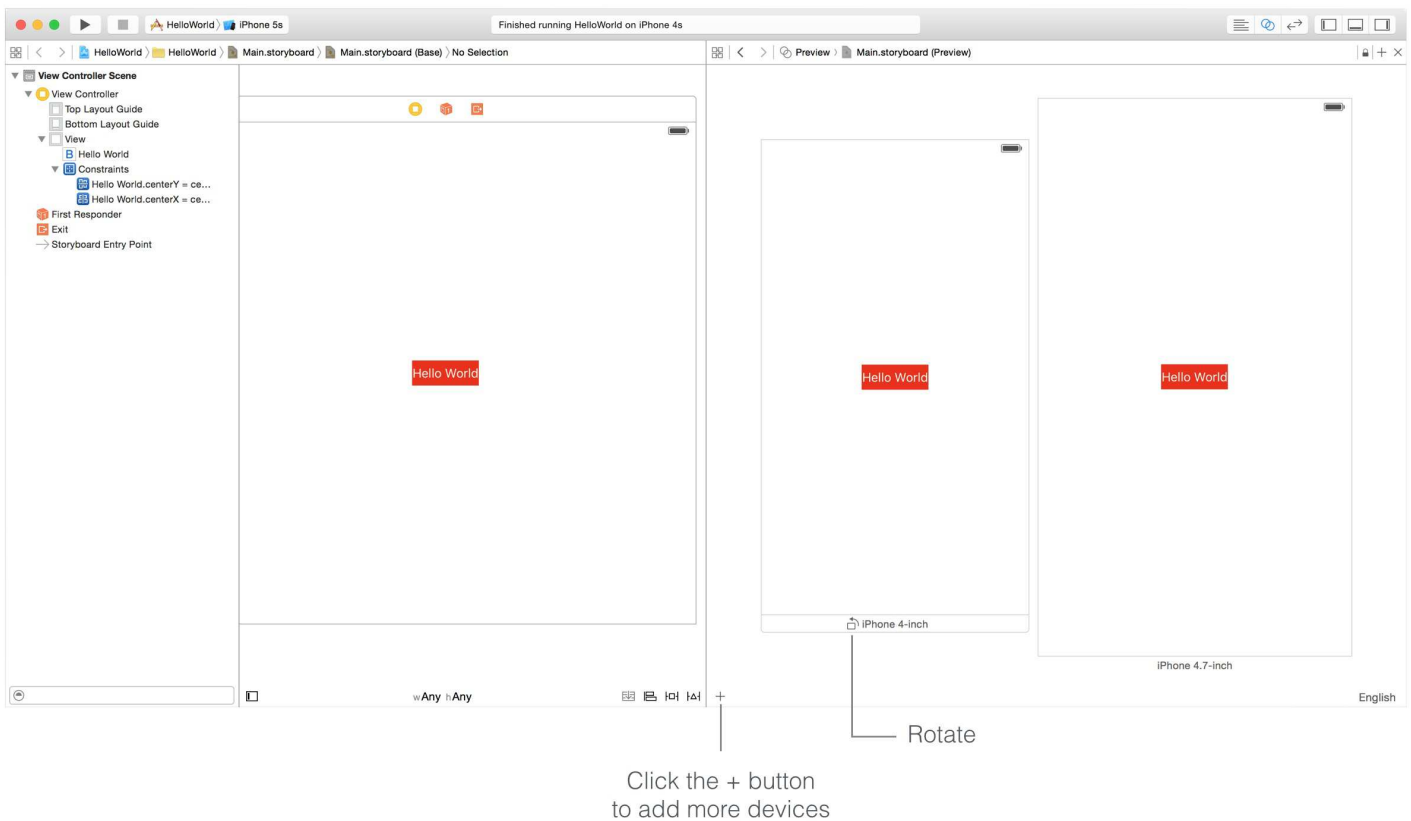 HelloWorld
iPhone 5s
Finished running HelloWorld on iPhone 4s
HelloWorld
HelloWorld
Main.storyboard
Main.storyboard (Base)
No Selection
Preview
Main.storyboard (Preview)
View Controller Scene
View Controller
Top Layout Guide
Bottom Layout Guide
View
B Hello World
Constraints
Hello World.centerY = ce...
Hello World.centerX = ce...
First Responder
Exit
Storyboard Entry Point
Hello World
Hello World
Hello World
iPhone 4-inch
iPhone 4.7-inch
wAny hAny
English
Rotate
Click the + button
to add more devices